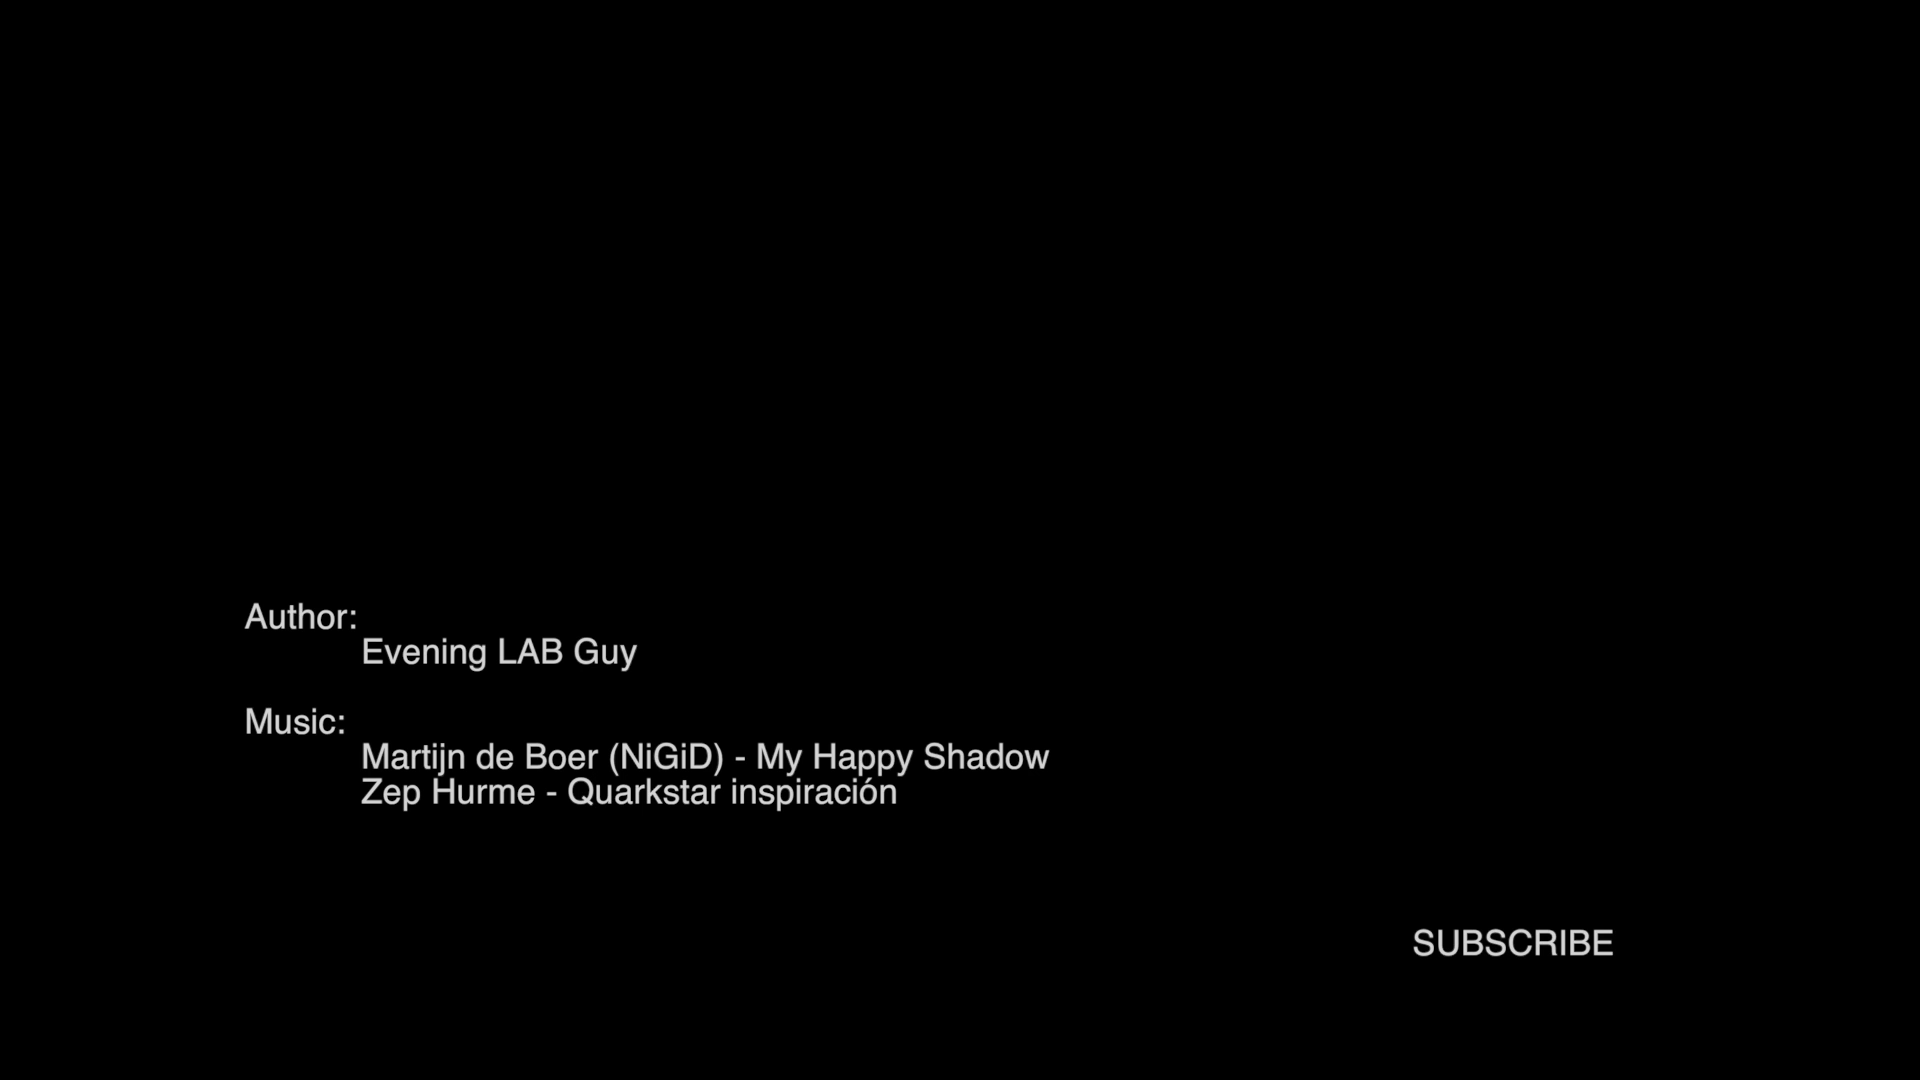 Author:
Evening LAB Guy
Music:
Martijn de Boer (NiGiD) - My Happy Shadow
Zep Hurme - Quarkstar inspiración
SUBSCRIBE